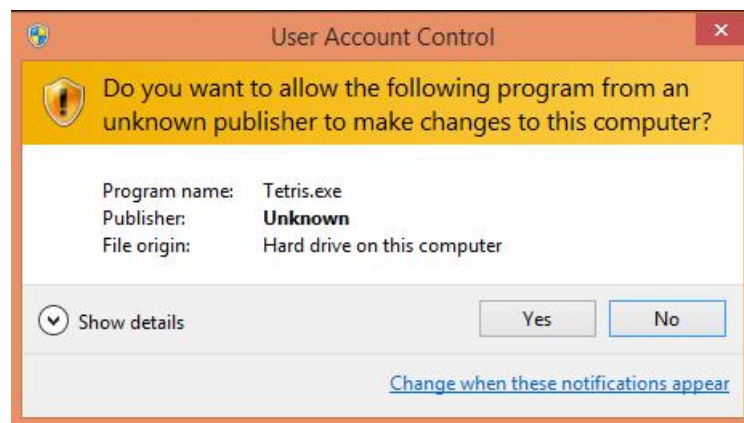 User Account Control
Do you want to allow the following program from an
unknown publisher to make changes to this computer?
Program name: Tetris.exe
Publisher: Unknown
File origin: Hard drive on this computer
Show details
Yes No
Change when these notifications appear